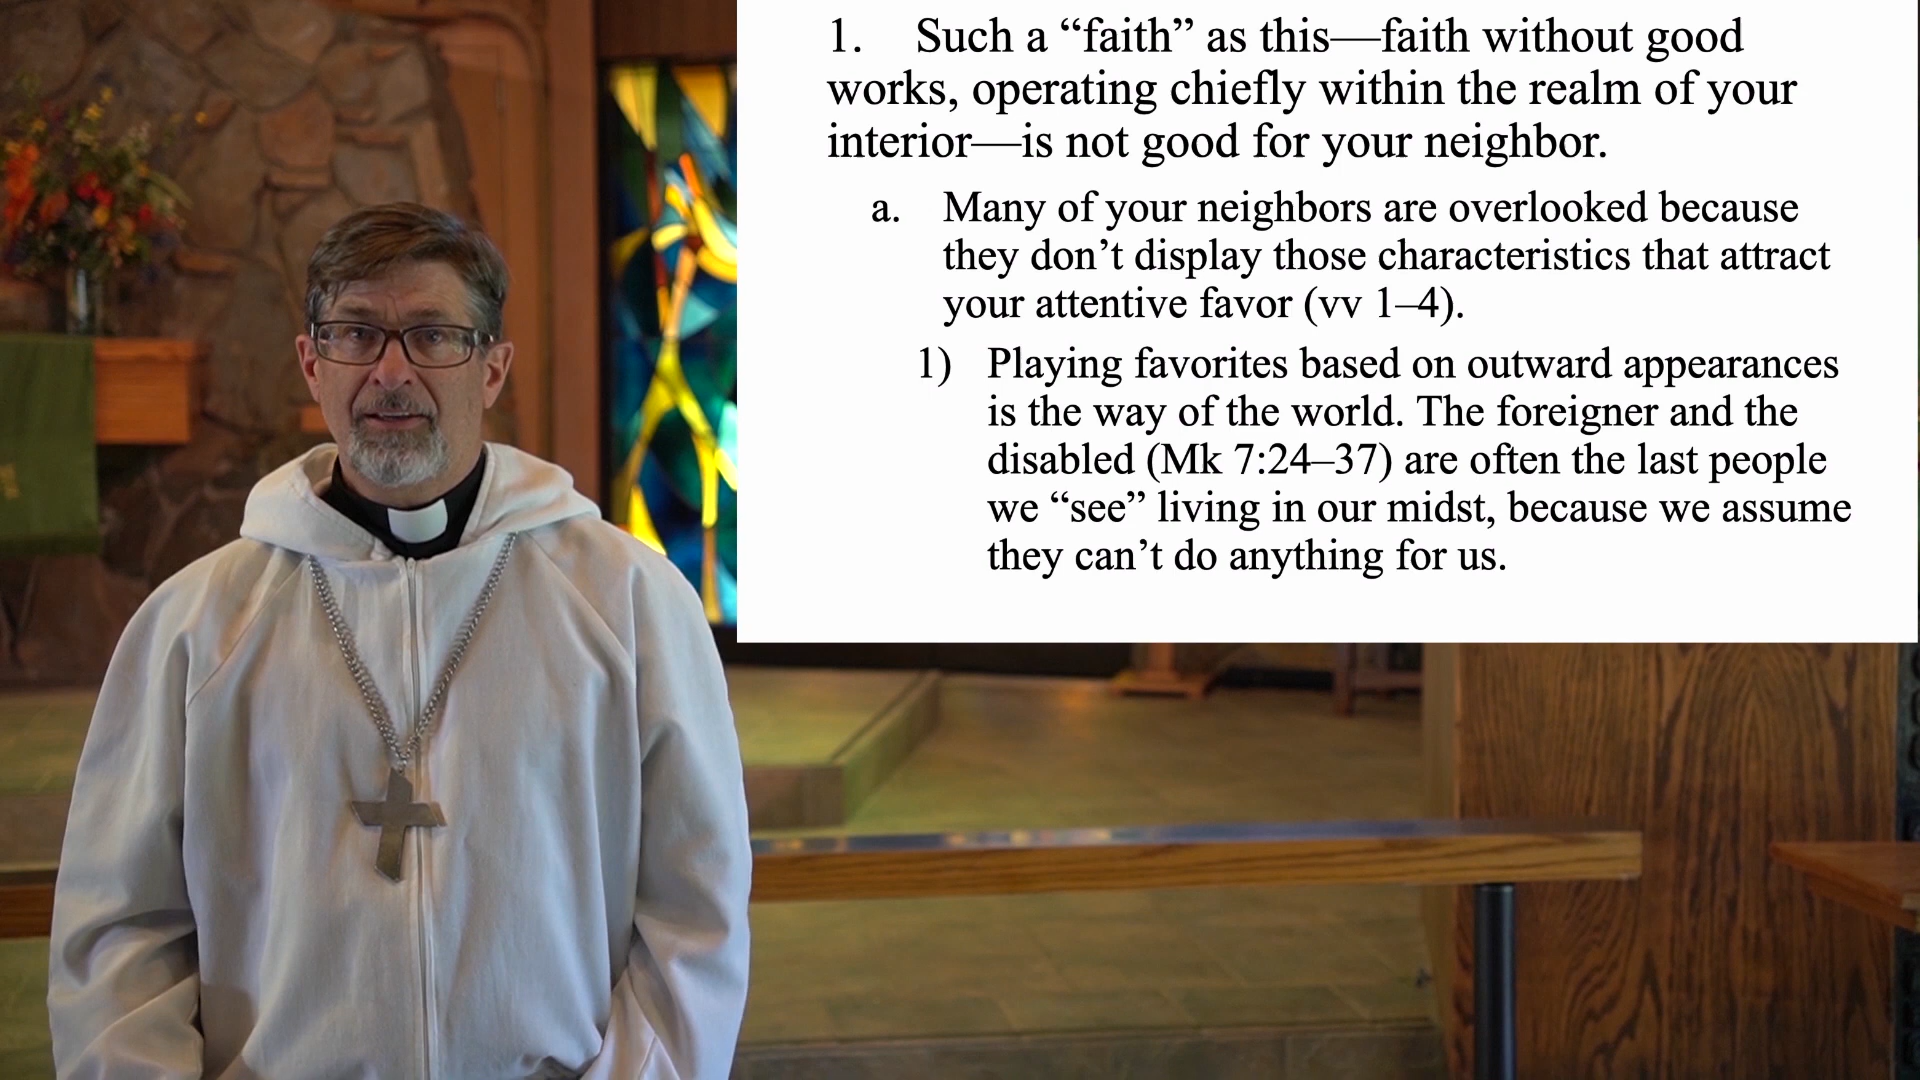 1. Such a “faith” as this—faith without good
works, operating chiefly within the realm of your
interior—is not good for your neighbor.
a. Many of your neighbors are overlooked because
they don’t display those characteristics that attract
your attentive favor (vv 1–4).
1) Playing favorites based on outward appearances
is the way of the world. The foreigner and the
disabled (Mk 7:24–37) are often the last people
we “see” living in our midst, because we assume
they can’t do anything for us.